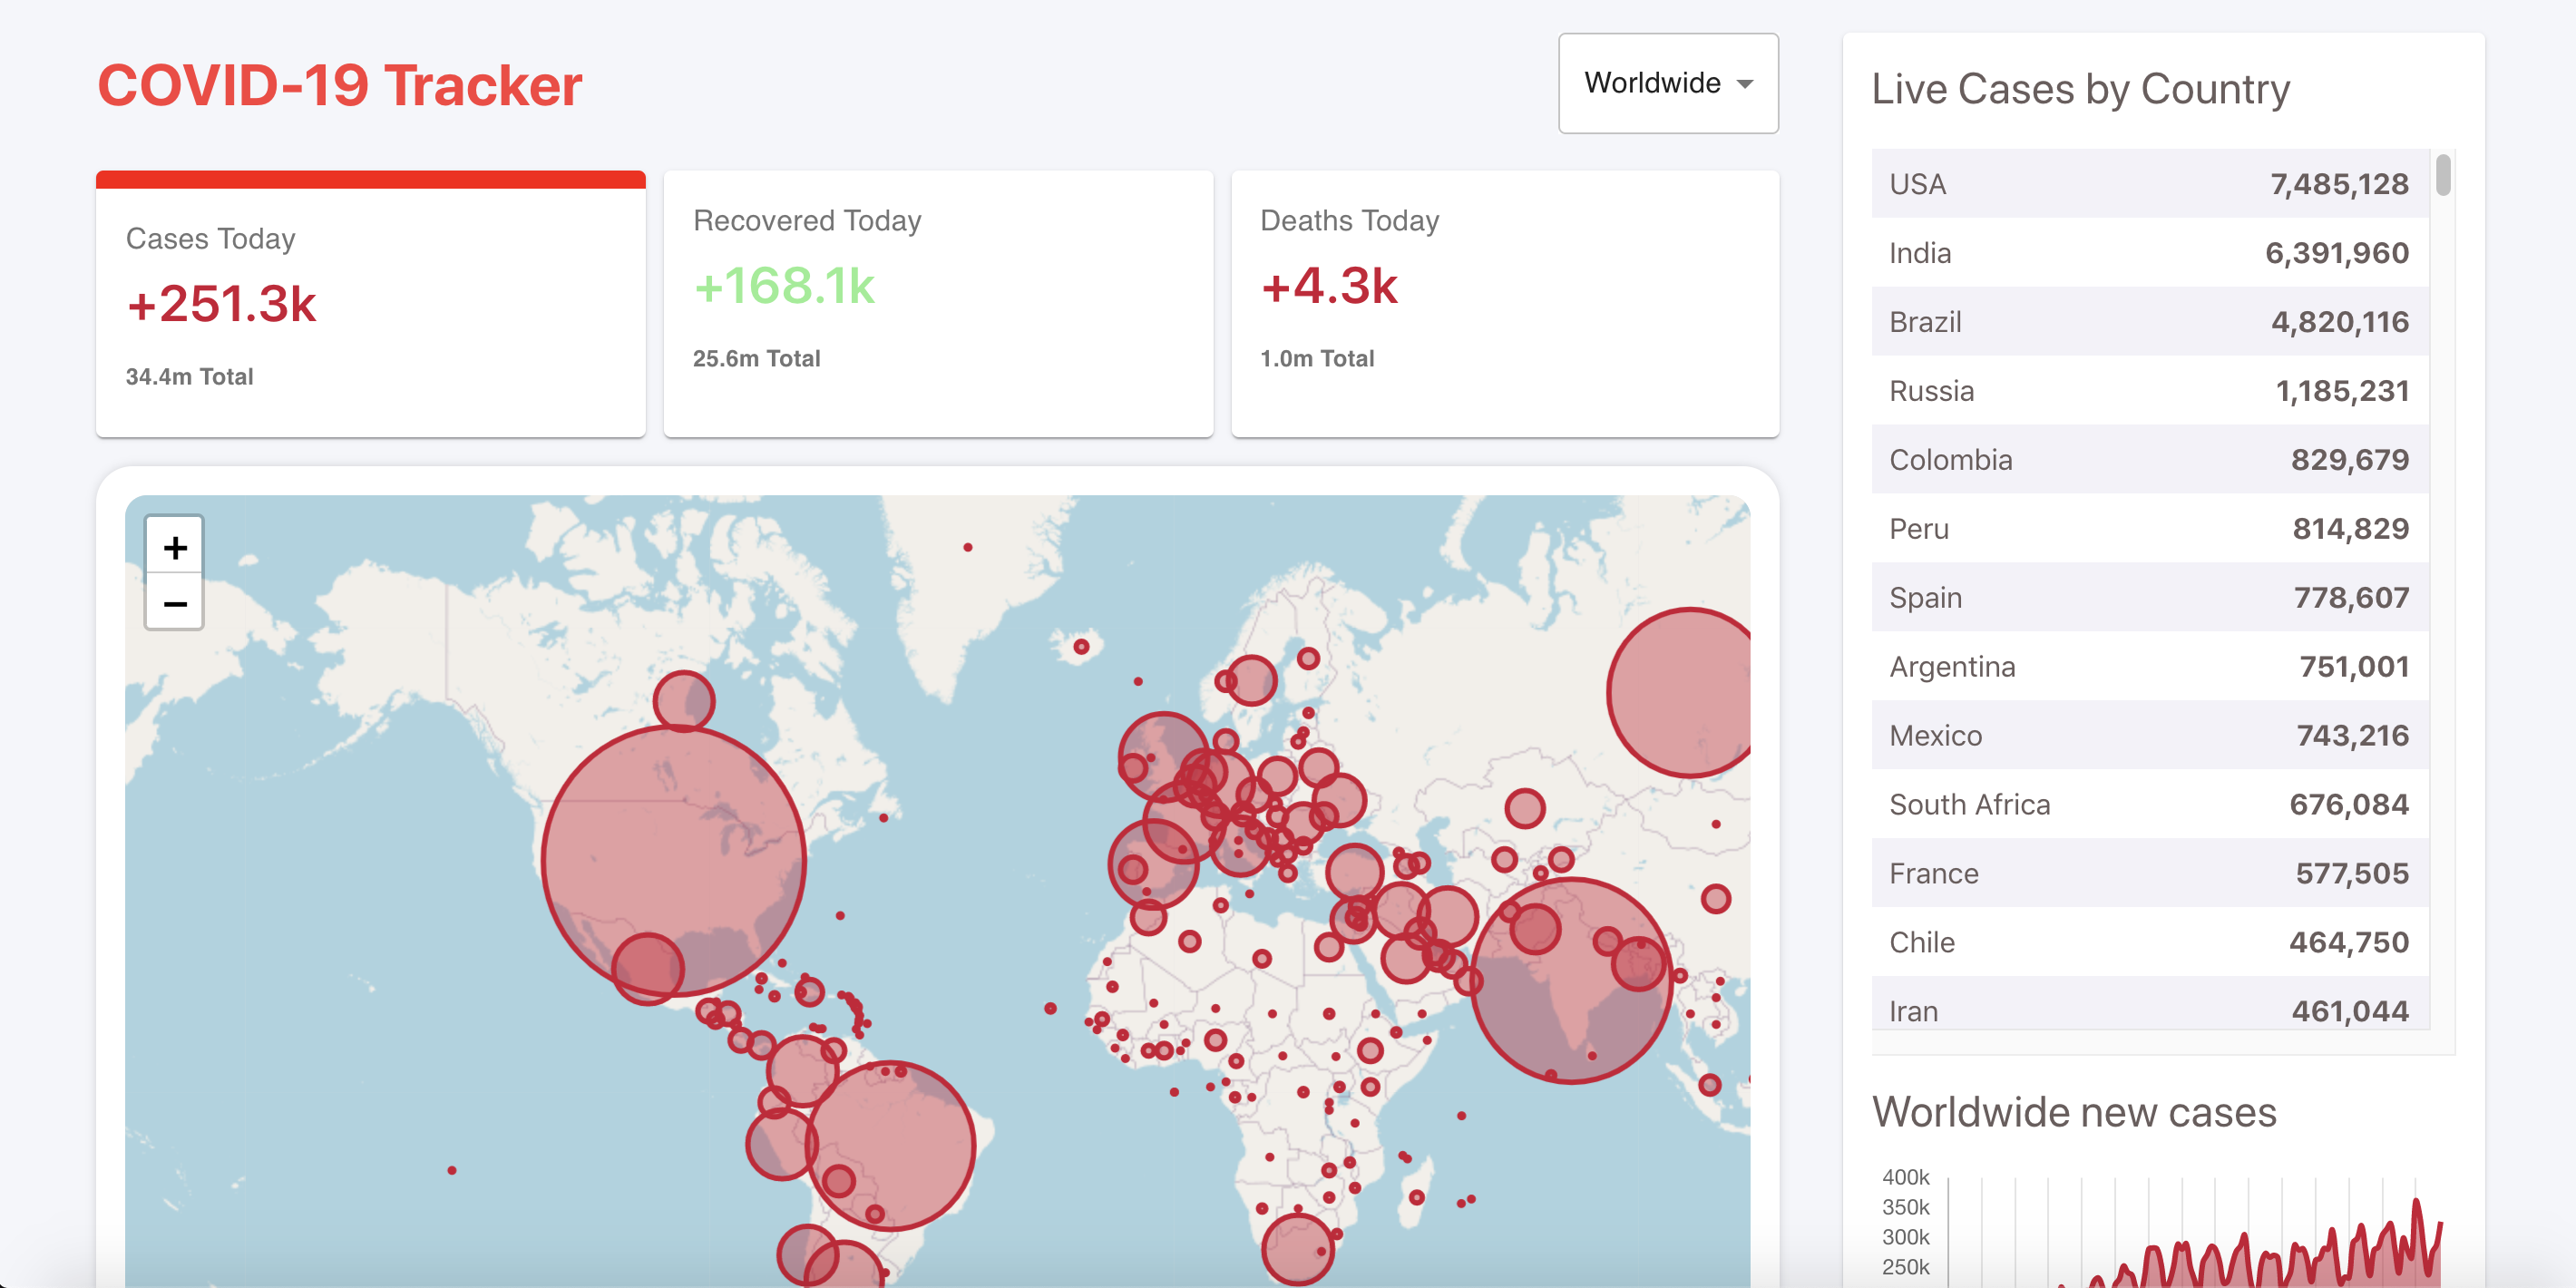 COVID-19 Tracker
Worldwide
Cases Today
+251.3k
34.4m Total
Recovered Today
+168.1k
25.6m Total
Deaths Today
+4.3k
1.0m Total
+
−
Live Cases by Country
USA 7,485,128
India 6,391,960
Brazil 4,820,116
Russia 1,185,231
Colombia 829,679
Peru 814,829
Spain 778,607
Argentina 751,001
Mexico 743,216
South Africa 676,084
France 577,505
Chile 464,750
Iran 461,044
Worldwide new cases
400k
350k
300k
250k